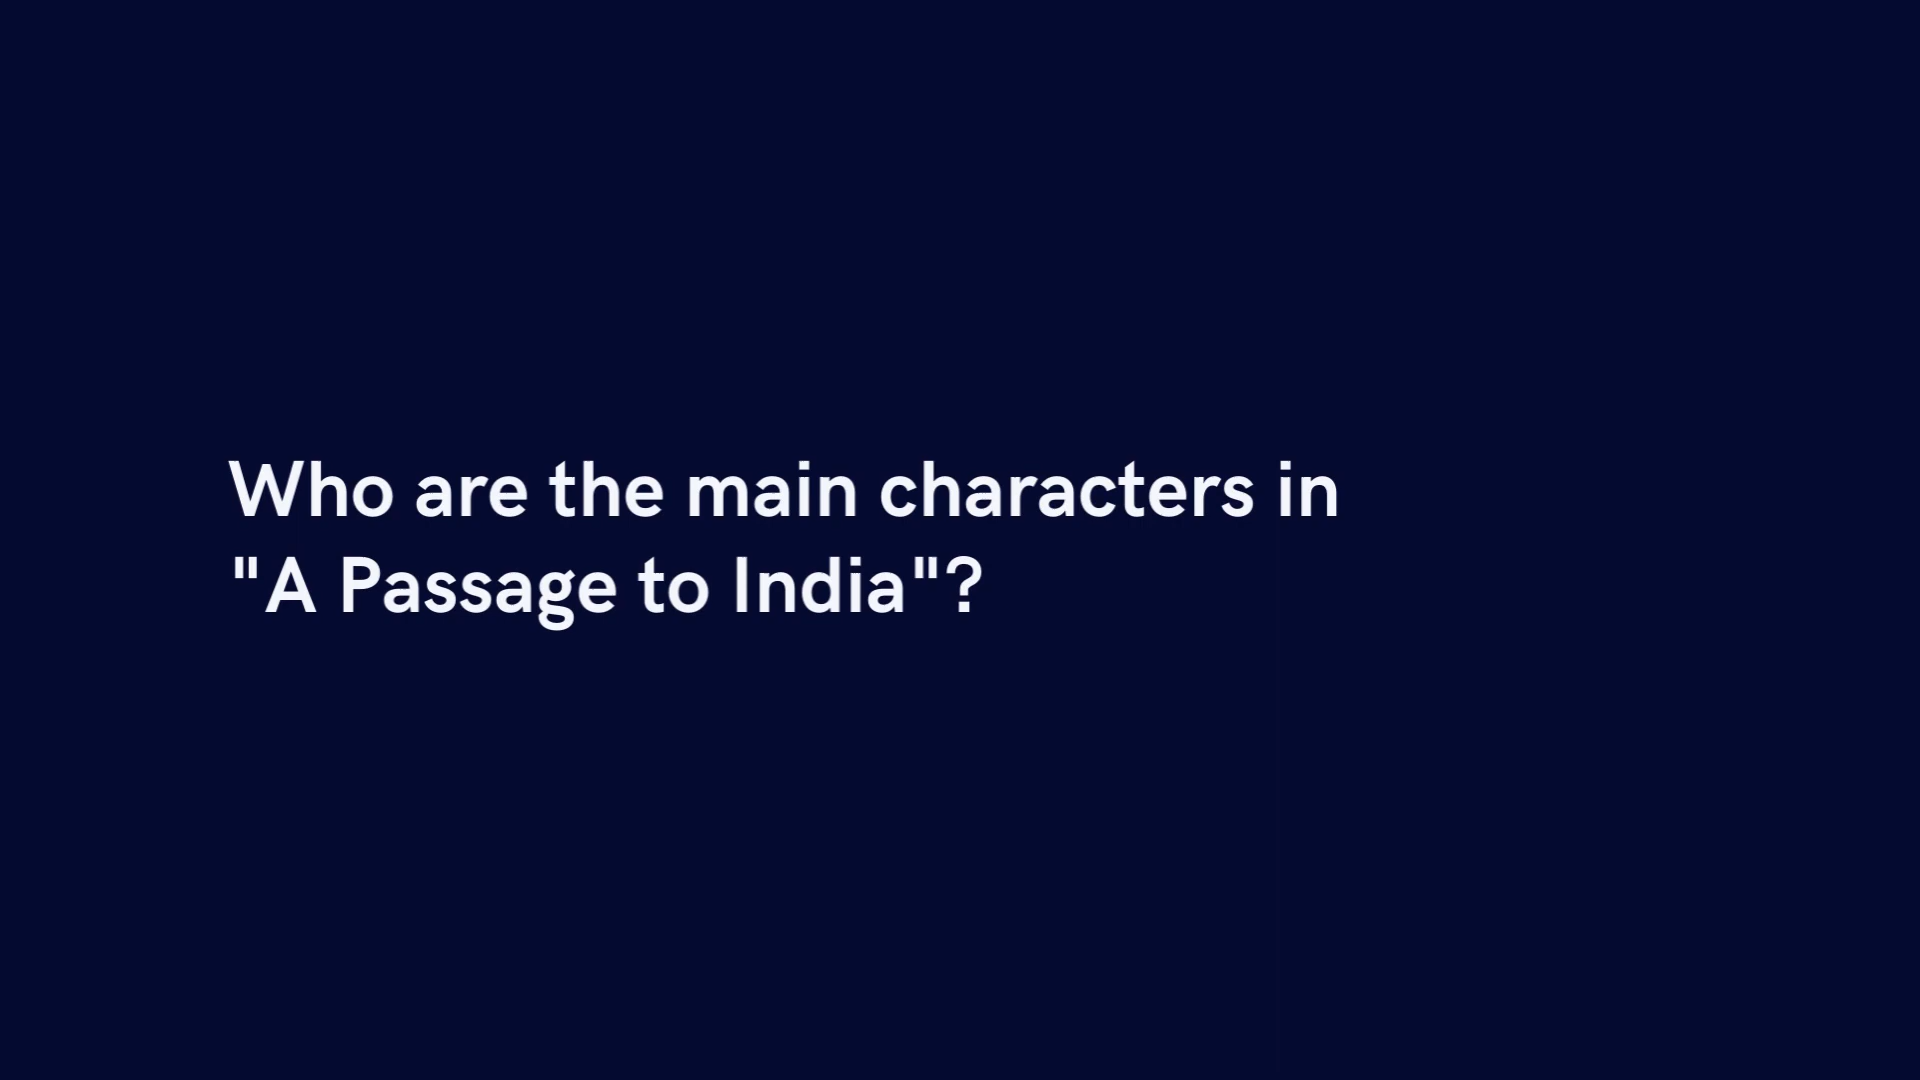 Who are the main characters in
"A Passage to India"?